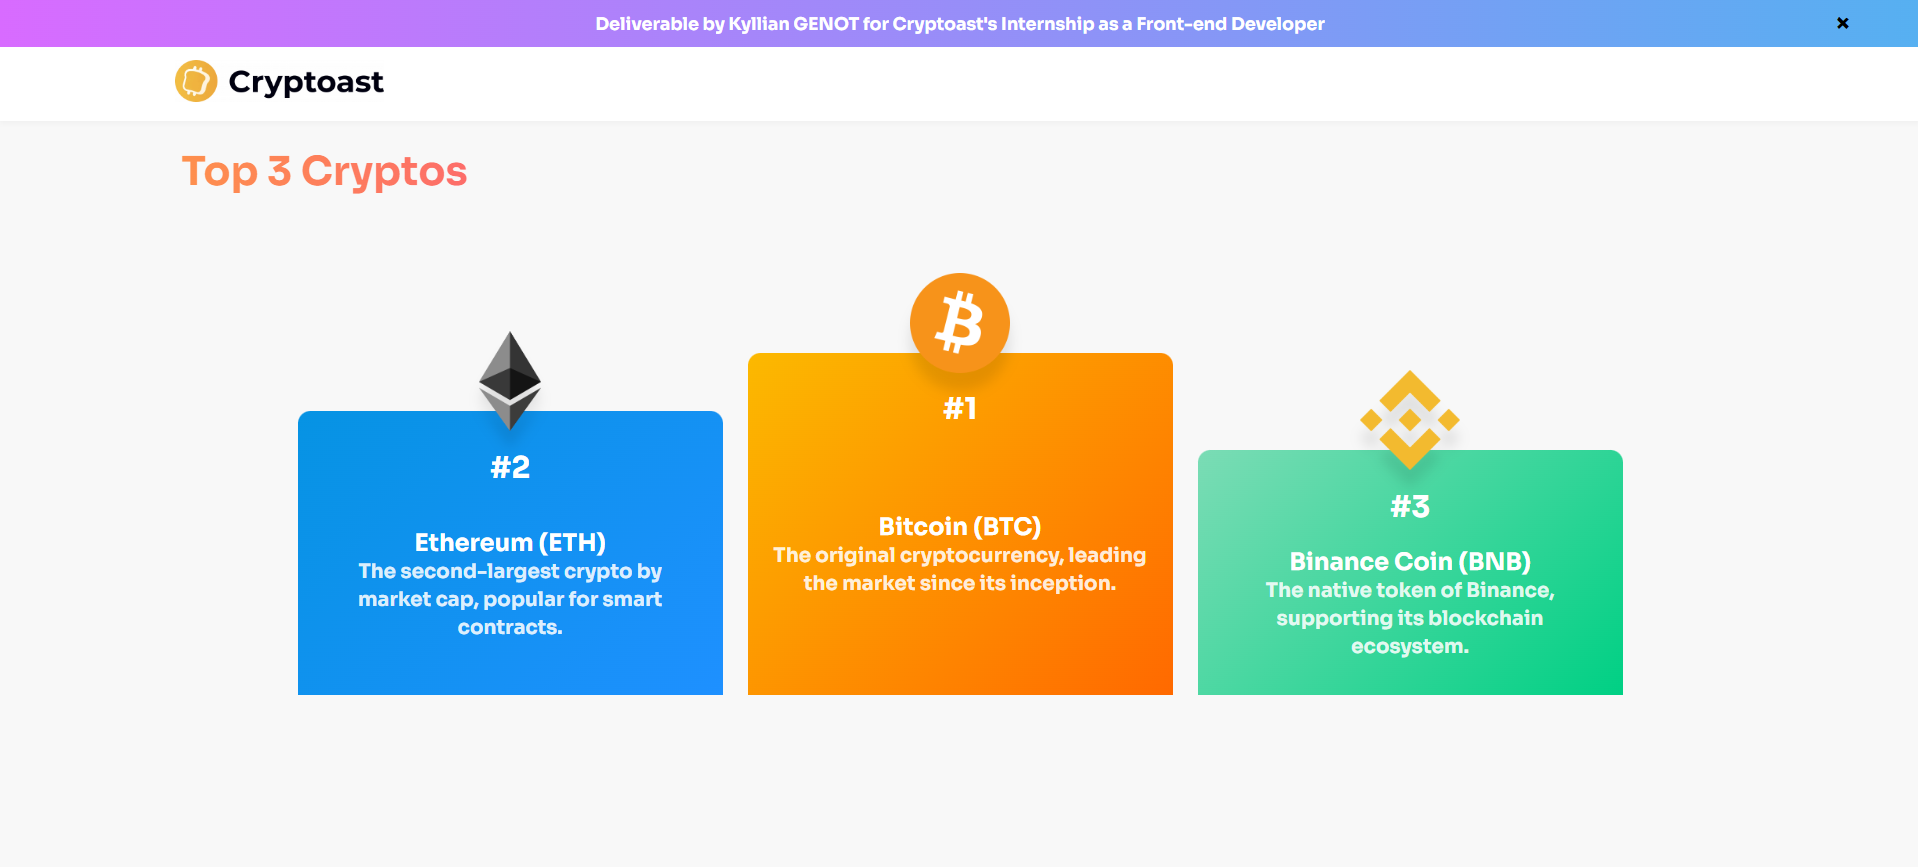 Deliverable by Kyllian GENOT for Cryptoast's Internship as a Front-end Developer
Cryptoast
Top 3 Cryptos
#2
Ethereum (ETH)
The second-largest crypto by
market cap, popular for smart
contracts.
#1
Bitcoin (BTC)
The original cryptocurrency, leading
the market since its inception.
#3
Binance Coin (BNB)
The native token of Binance,
supporting its blockchain
ecosystem.